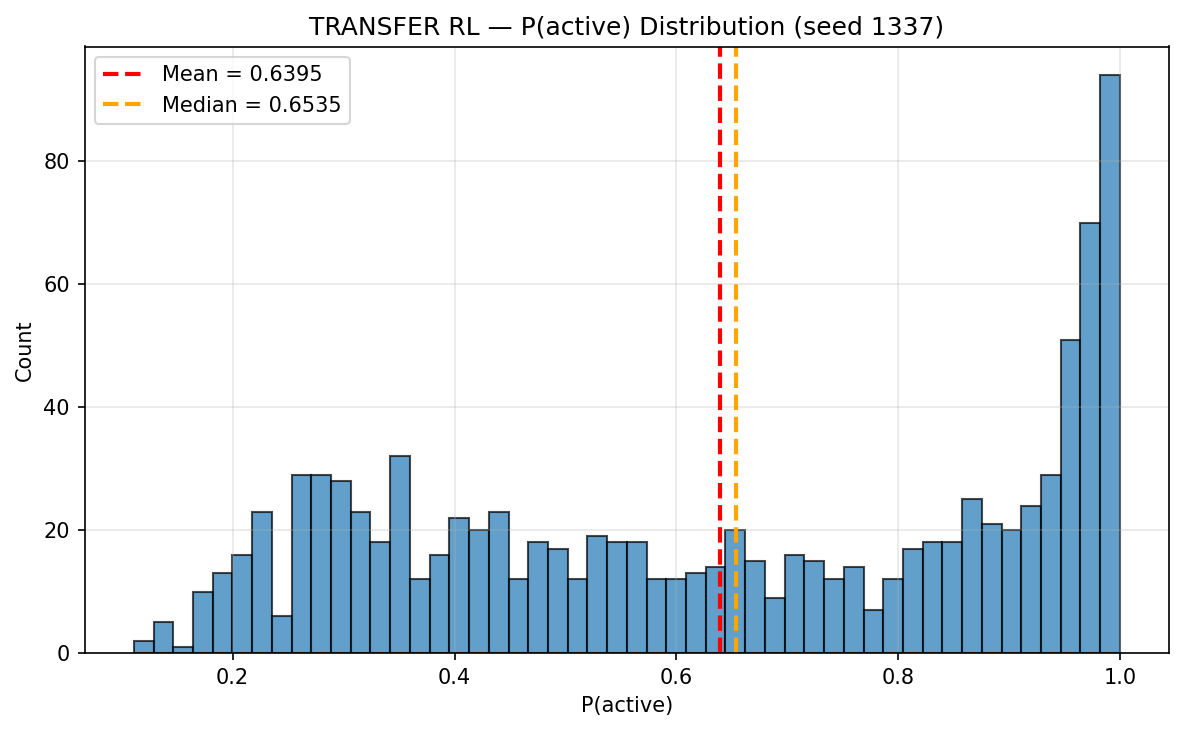 TRANSFER RL — P(active) Distribution (seed 1337)
Mean = 0.6395
Median = 0.6535
Count
80
60
40
20
0
0.2 0.4 0.6 0.8 1.0
P(active)